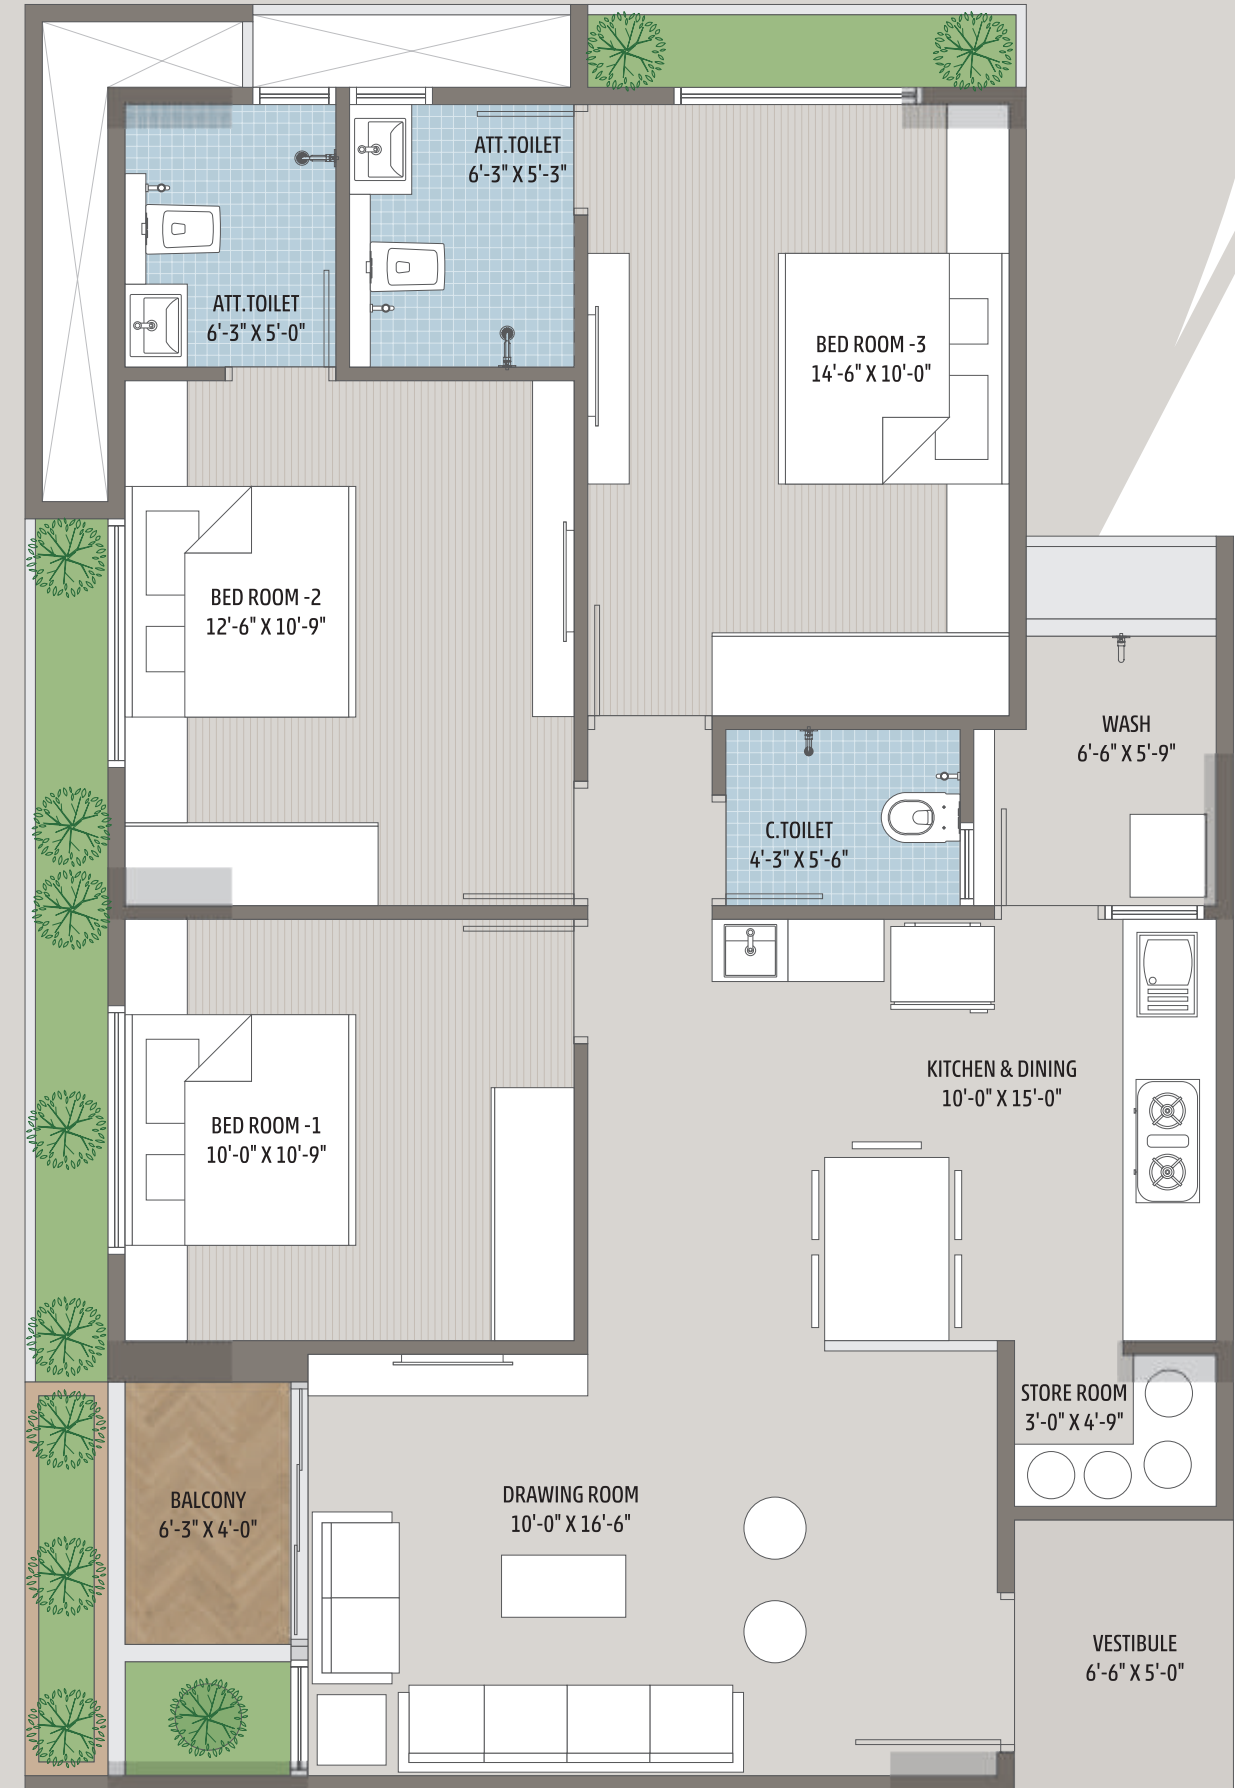 ATT.TOILET
6'-3" X 5'-3"
ATT.TOILET
6'-3" X 5'-0"
BED ROOM -3
14'-6" X 10'-0"
BED ROOM -2
12'-6" X 10'-9"
WASH
6'-6" X 5'-9"
C.TOILET
4'-3" X 5'-6"
KITCHEN & DINING
10'-0" X 15'-0"
BED ROOM -1
10'-0" X 10'-9"
STORE ROOM
3'-0" X 4'-9"
BALCONY
6'-3" X 4'-0"
DRAWING ROOM
10'-0" X 16'-6"
VESTIBULE
6'-6" X 5'-0"